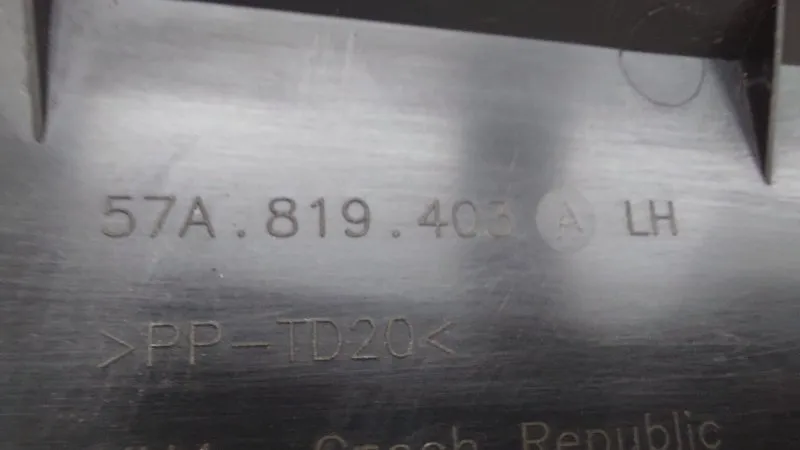 57A.819.403 A LH
>PP-TD20<
Czech Republic